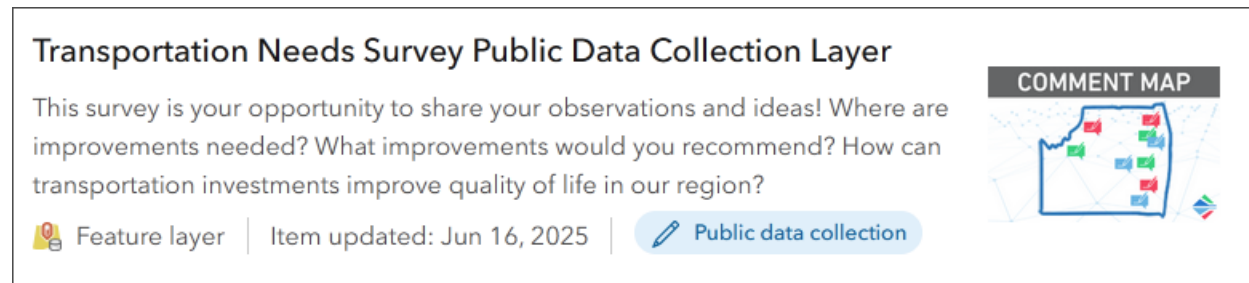 Transportation Needs Survey Public Data Collection Layer
This survey is your opportunity to share your observations and ideas! Where are
improvements needed? What improvements would you recommend? How can
transportation investments improve quality of life in our region?
Feature layer
Item updated: Jun 16, 2025
Public data collection
COMMENT MAP